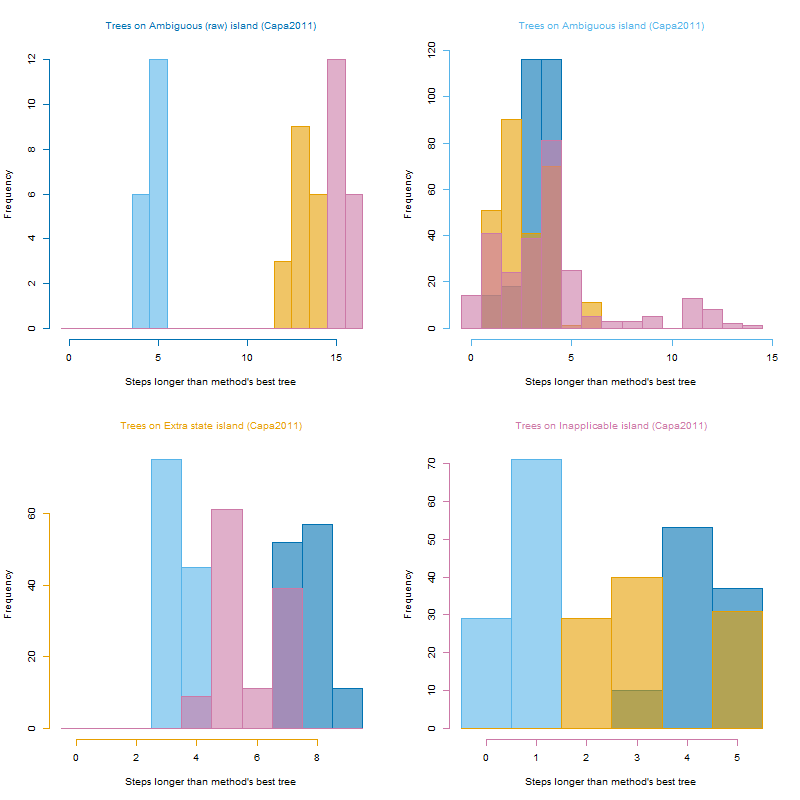 Trees on Ambiguous (raw) island (Capa2011)
Frequency
0
2
4
6
8
10
12
0 5 10 15
Steps longer than method's best tree
Trees on Ambiguous island (Capa2011)
Frequency
0
20
40
60
80
100
120
0 5 10 15
Steps longer than method's best tree
Trees on Extra state island (Capa2011)
Frequency
0
20
40
60
0 2 4 6 8
Steps longer than method's best tree
Trees on Inapplicable island (Capa2011)
Frequency
0
10
20
30
40
50
60
70
0 1 2 3 4 5
Steps longer than method's best tree